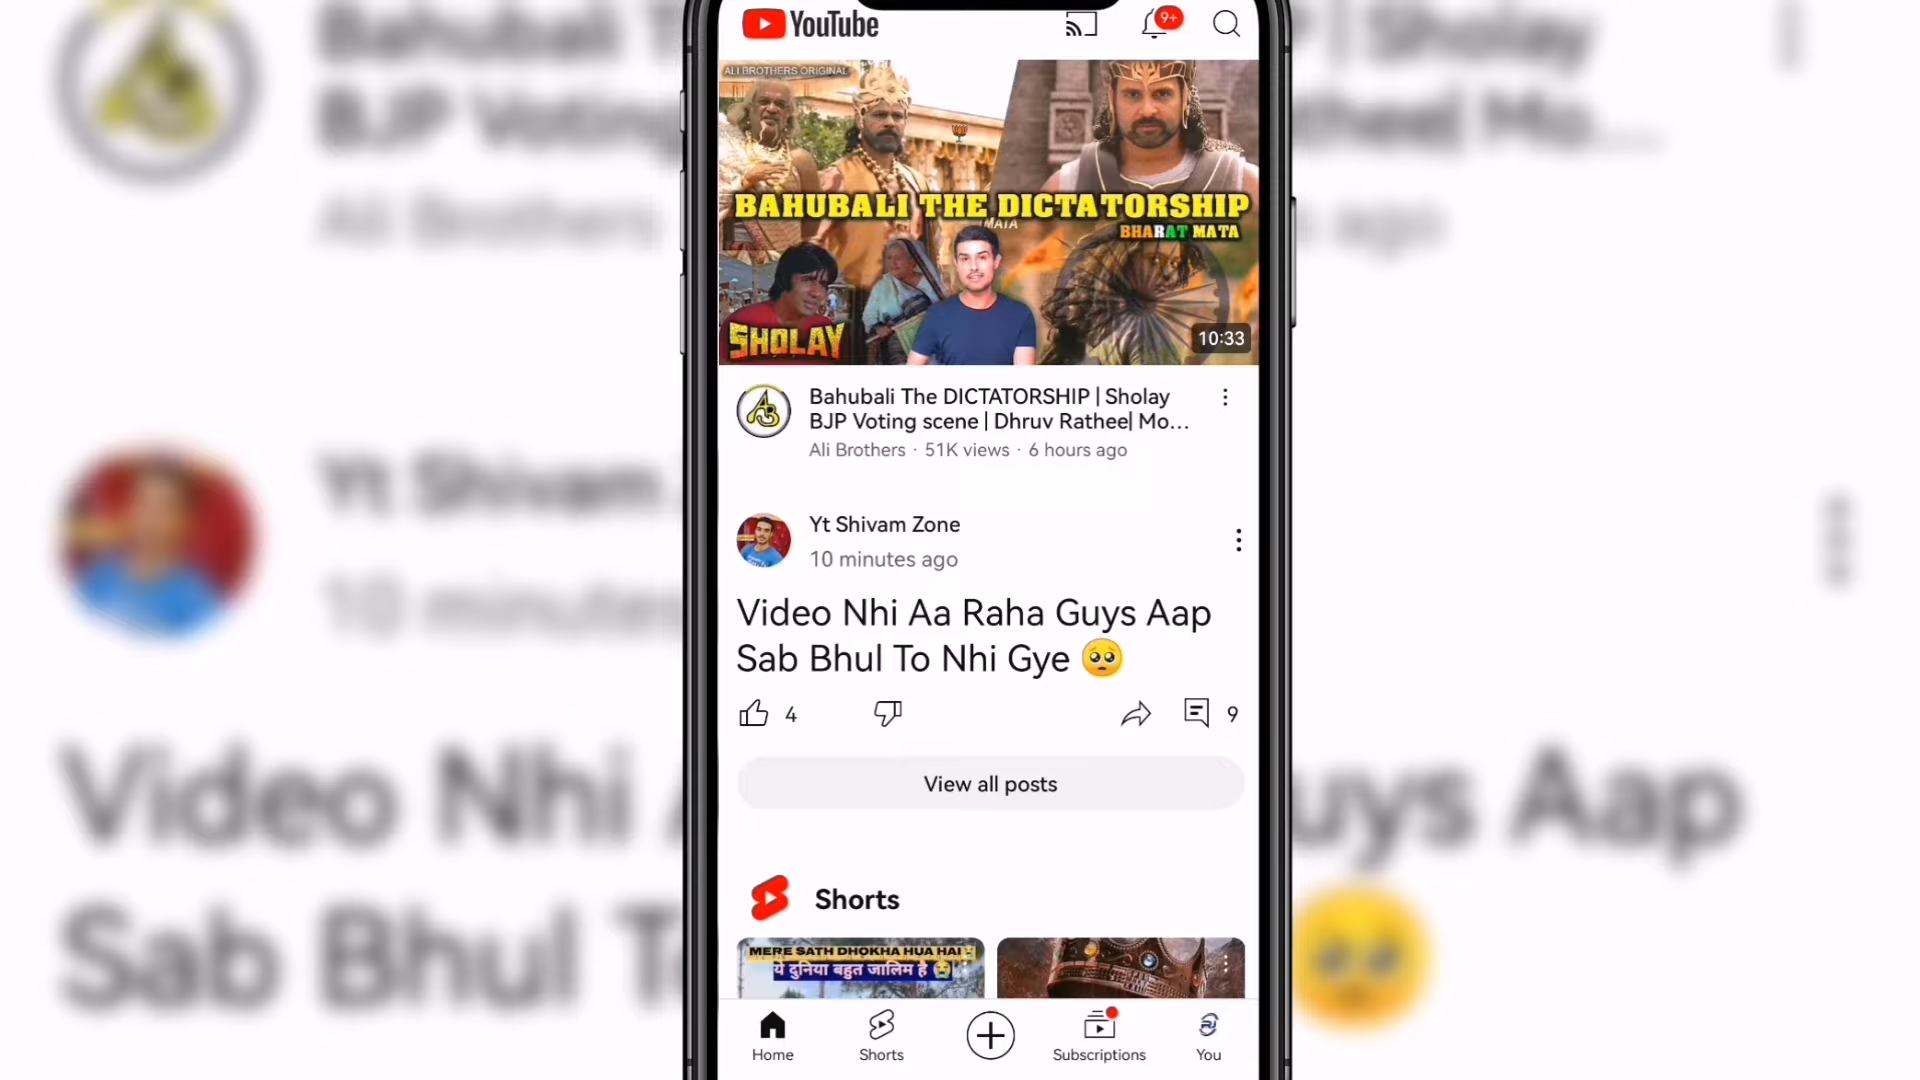 YouTube
9+
ALI BROTHERS ORIGINAL
BAHUBALI THE DICTATORSHIP
MATA
BHARAT MATA
SHOLAY
10:33
Bahubali The DICTATORSHIP | Sholay
BJP Voting scene | Dhruv Rathee| Mo...
Ali Brothers · 51K views · 6 hours ago
Yt Shivam Zone
10 minutes ago
Video Nhi Aa Raha Guys Aap
Sab Bhul To Nhi Gye 🥺
4
9
View all posts
Shorts
MERE SATH DHOKHA HUA HAI
ये दुनिया बहुत जालिम है 😭
Home
Shorts
Subscriptions
You